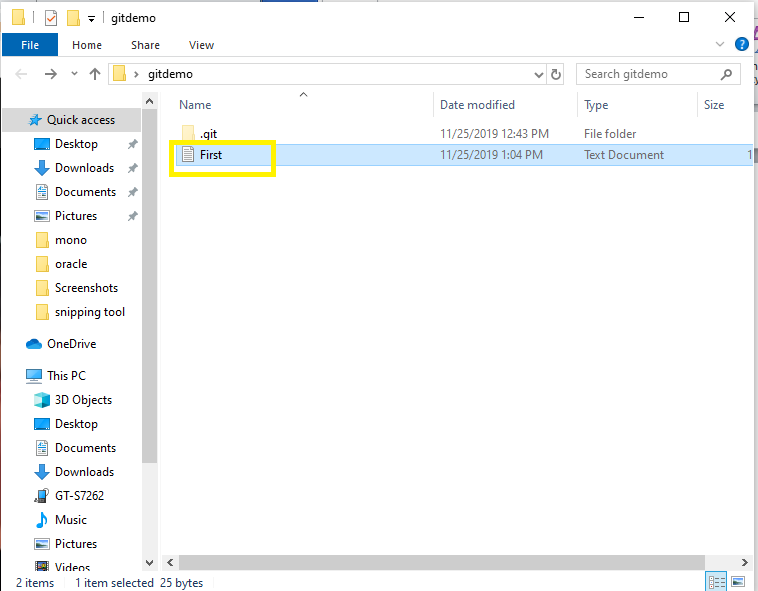 gitdemo
File Home Share View
gitdemo
Search gitdemo
Name Date modified Type Size
Quick access
Desktop
Downloads
Documents
Pictures
mono
oracle
Screenshots
snipping tool
OneDrive
This PC
3D Objects
Desktop
Documents
Downloads
GT-S7262
Music
Pictures
Videos
.git 11/25/2019 12:43 PM File folder
First 11/25/2019 1:04 PM Text Document 1
2 items 1 item selected 25 bytes